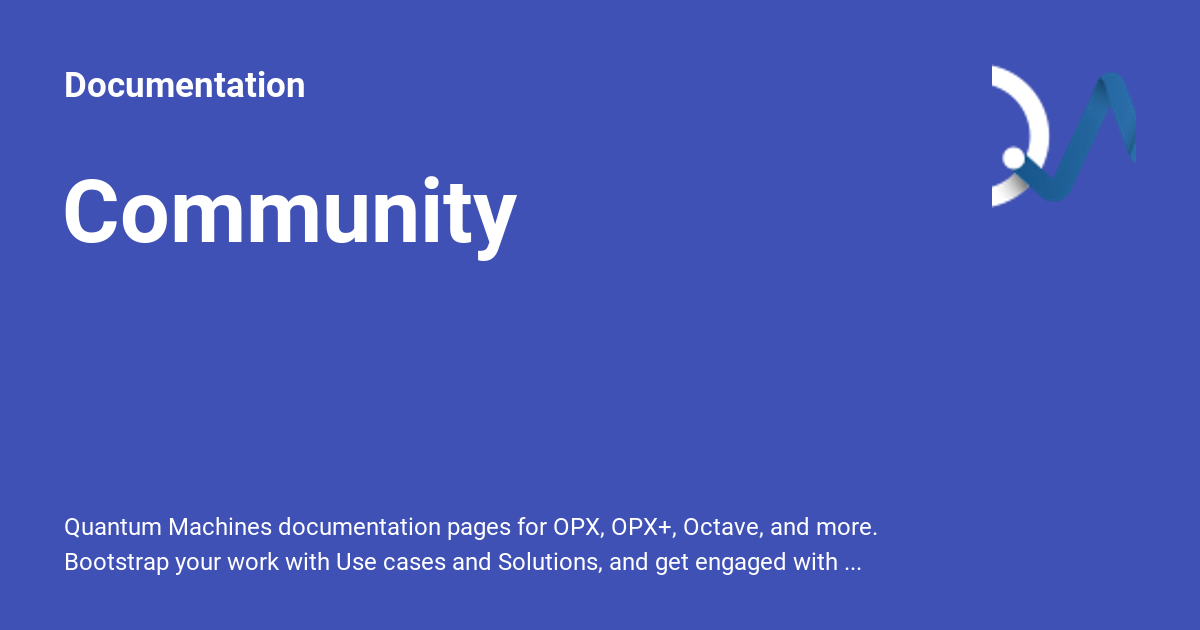 Documentation
Community
Quantum Machines documentation pages for OPX, OPX+, Octave, and more.
Bootstrap your work with Use cases and Solutions, and get engaged with ...